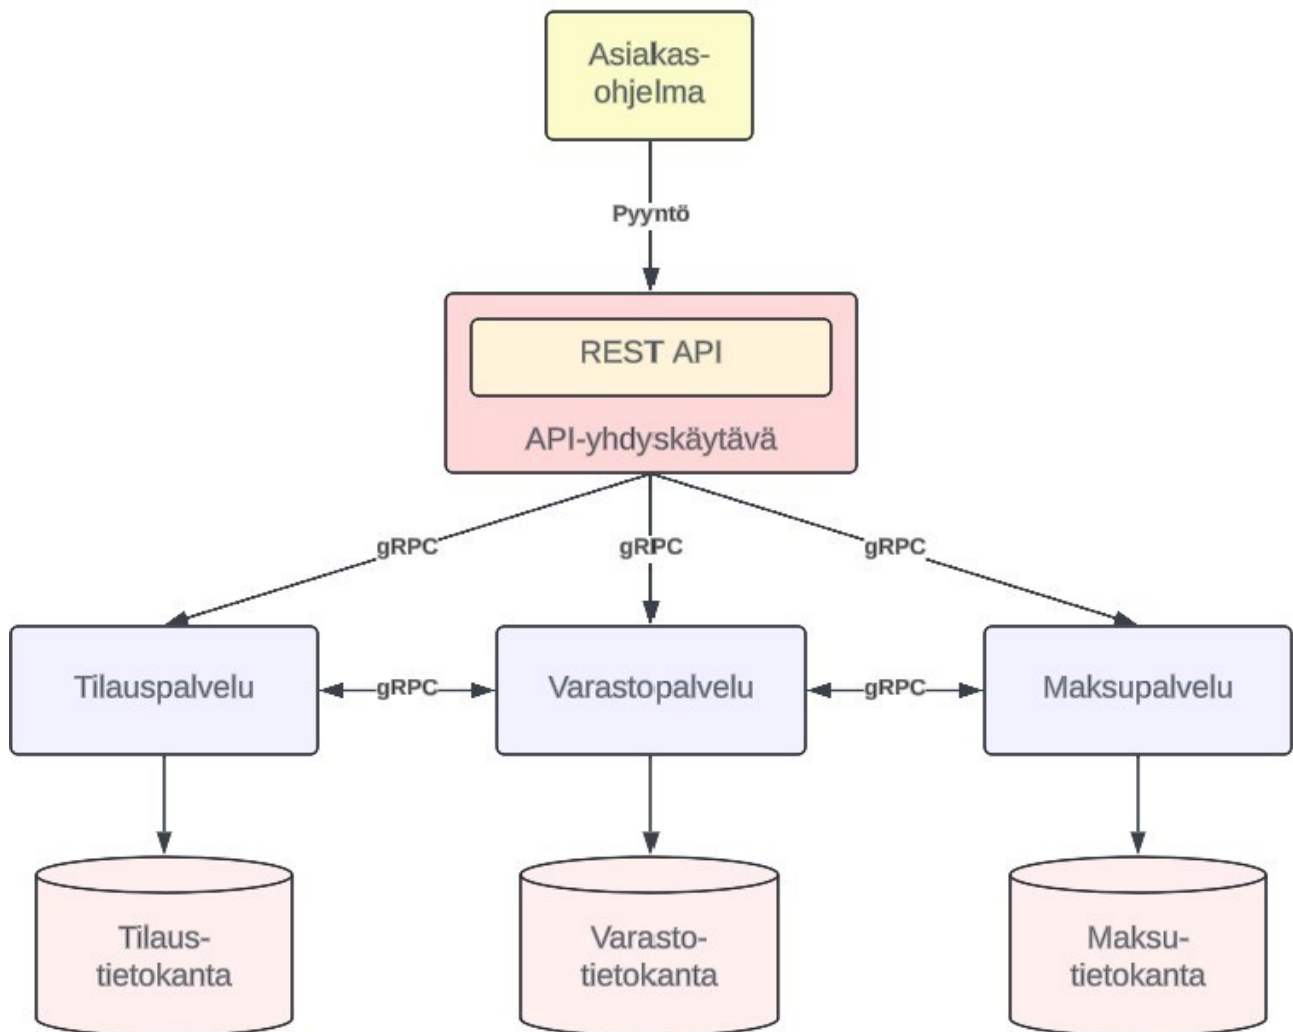 Asiakas-
ohjelma
Pyyntö
REST API
API-yhdyskäytävä
gRPC
gRPC
gRPC
Tilauspalvelu
gRPC
Varastopalvelu
gRPC
Maksupalvelu
Tilaus-
tietokanta
Varasto-
tietokanta
Maksu-
tietokanta